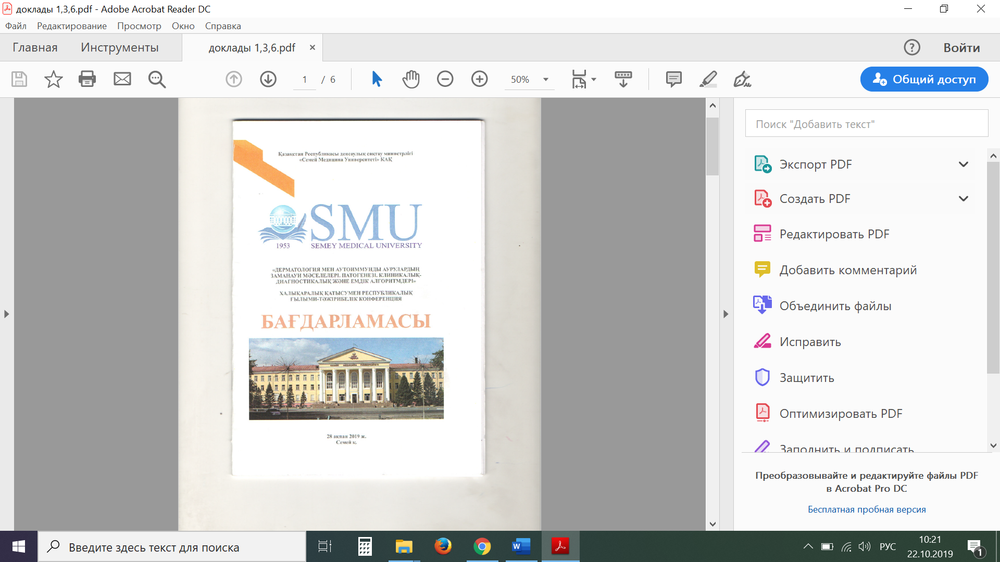 доклады 1,3,6.pdf - Adobe Acrobat Reader DC
Файл Редактирование Просмотр Окно Справка
Главная Инструменты доклады 1,3,6.pdf Войти
1 / 6 50% Общий доступ
Қазақстан Республикасы денсаулық сақтау министрлігі
«Семей Медицина Университеті» КАҚ
SMU
1953 SEMEY MEDICAL UNIVERSITY
«ДЕРМАТОЛОГИЯ МЕН АУТОИММУНДЫ АУРУЛАРДЫҢ
ЗАМАНАУИ МӘСЕЛЕЛЕРІ. ПАТОГЕНЕЗІ. КЛИНИКАЛЫҚ-
ДИАГНОСТИКАЛЫҚ ЖӘНЕ ЕМДІК АЛГОРИТМДЕРІ»
ХАЛЫҚАРАЛЫҚ ҚАТЫСУМЕН РЕСПУБЛИКАЛЫҚ
ҒЫЛЫМИ-ТӘЖІРИБЕЛІК КОНФЕРЕНЦИЯ
БАҒДАРЛАМАСЫ
СЕМЕЙ МЕДИЦИНА УНИВЕРСИТЕТІ
28 ақпан 2019 ж.
Семей қ.
Поиск "Добавить текст"
Экспорт PDF
Создать PDF
Редактировать PDF
Добавить комментарий
Объединить файлы
Исправить
Защитить
Оптимизировать PDF
Заполнить и подписать
Преобразовывайте и редактируйте файлы PDF
в Acrobat Pro DC
Бесплатная пробная версия
Введите здесь текст для поиска
РУС
10:21
22.10.2019
1